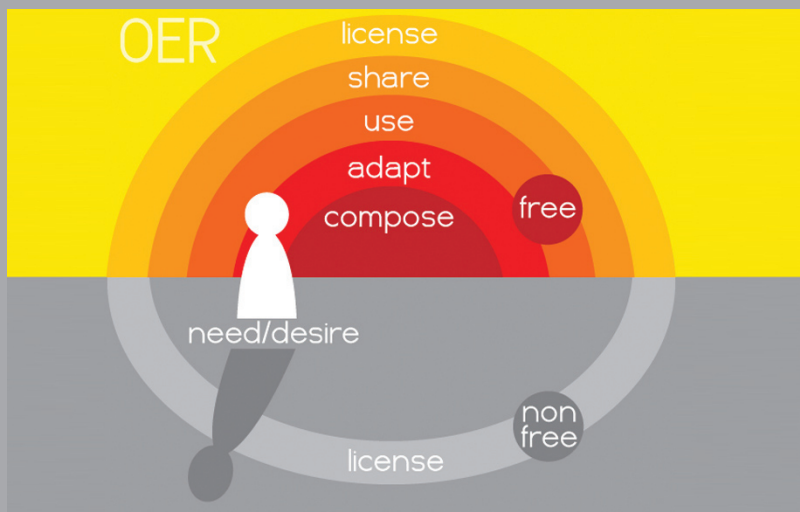 OER
license
share
use
adapt
compose
free
need/desire
non
free
license